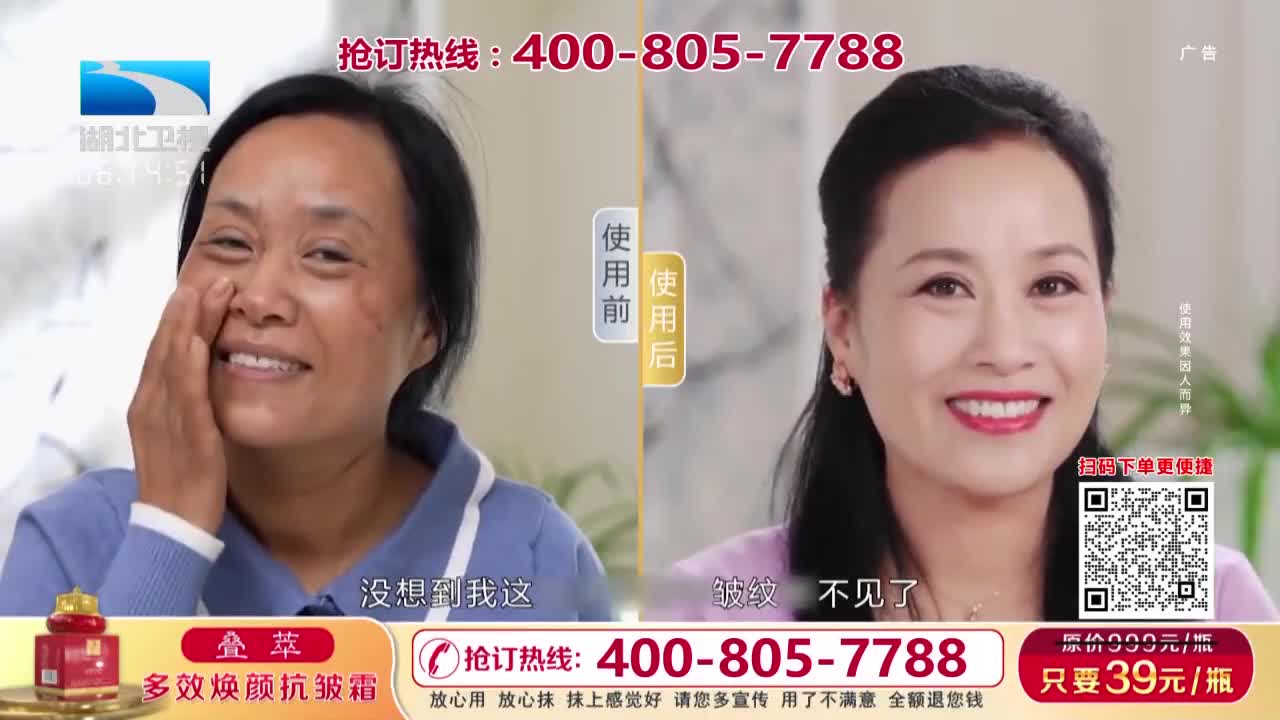 抢订热线：400-805-7788
广告
湖北卫视
06:14:51
使用前
使用后
使用效果因人而异
扫码下单更便捷
没想到我这 皱纹 不见了
叠萃
多效焕颜抗皱霜
抢订热线: 400-805-7788
放心用 放心抹 抹上感觉好 请您多宣传 用了不满意 全额退您钱
原价999元/瓶
只要39元/瓶